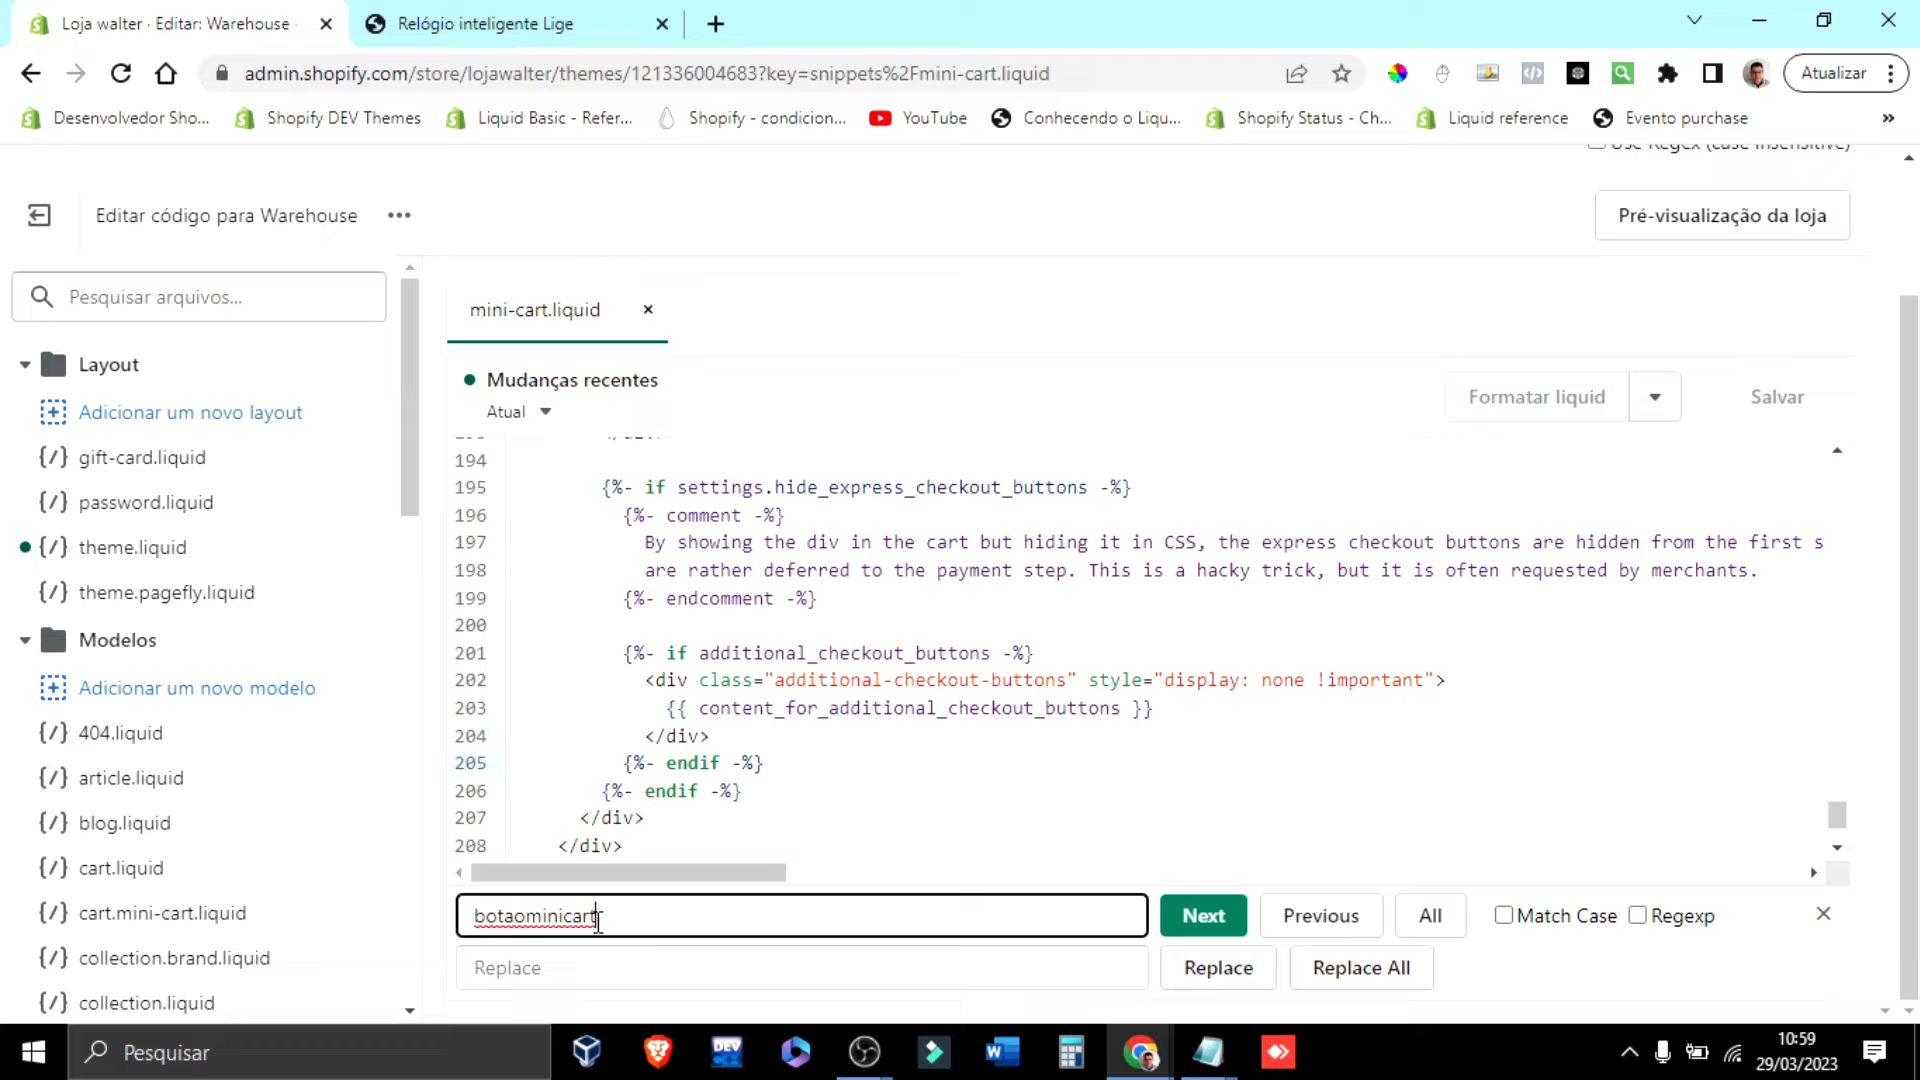 Loja walter · Editar: Warehouse
Relógio inteligente Lige
admin.shopify.com/store/lojawalter/themes/121336004683?key=snippets%2Fmini-cart.liquid
Atualizar
Desenvolvedor Sho...
Shopify DEV Themes
Liquid Basic - Refer...
Shopify - condicion...
YouTube
Conhecendo o Liqu...
Shopify Status - Ch...
Liquid reference
Evento purchase
»
Use Regex (case insensitive)
Editar código para Warehouse
Pré-visualização da loja
Pesquisar arquivos...
Layout
Adicionar um novo layout
{/} gift-card.liquid
{/} password.liquid
{/} theme.liquid
{/} theme.pagefly.liquid
Modelos
Adicionar um novo modelo
{/} 404.liquid
{/} article.liquid
{/} blog.liquid
{/} cart.liquid
{/} cart.mini-cart.liquid
{/} collection.brand.liquid
{/} collection.liquid
mini-cart.liquid
Mudanças recentes
Atual
Formatar liquid
Salvar
194
195 {%- if settings.hide_express_checkout_buttons -%}
196 {%- comment -%}
197 By showing the div in the cart but hiding it in CSS, the express checkout buttons are hidden from the first s
198 are rather deferred to the payment step. This is a hacky trick, but it is often requested by merchants.
199 {%- endcomment -%}
200
201 {%- if additional_checkout_buttons -%}
202 <div class="additional-checkout-buttons" style="display: none !important">
203 {{ content_for_additional_checkout_buttons }}
204 </div>
205 {%- endif -%}
206 {%- endif -%}
207 </div>
208 </div>
botaominicart
Next
Previous
All
Match Case
Regexp
Replace
Replace
Replace All
Pesquisar
DEV
W
10:59
29/03/2023